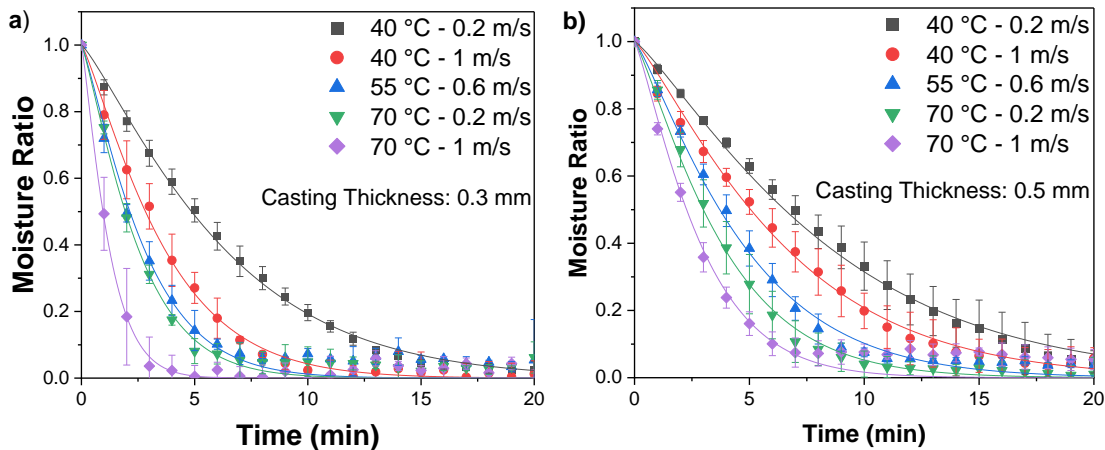 a)
40 °C - 0.2 m/s
40 °C - 1 m/s
55 °C - 0.6 m/s
70 °C - 0.2 m/s
70 °C - 1 m/s
Casting Thickness: 0.3 mm
Moisture Ratio
1.0
0.8
0.6
0.4
0.2
0.0
0
5
10
15
20
Time (min)
b)
40 °C - 0.2 m/s
40 °C - 1 m/s
55 °C - 0.6 m/s
70 °C - 0.2 m/s
70 °C - 1 m/s
Casting Thickness: 0.5 mm
Moisture Ratio
1.0
0.8
0.6
0.4
0.2
0.0
0
5
10
15
20
Time (min)